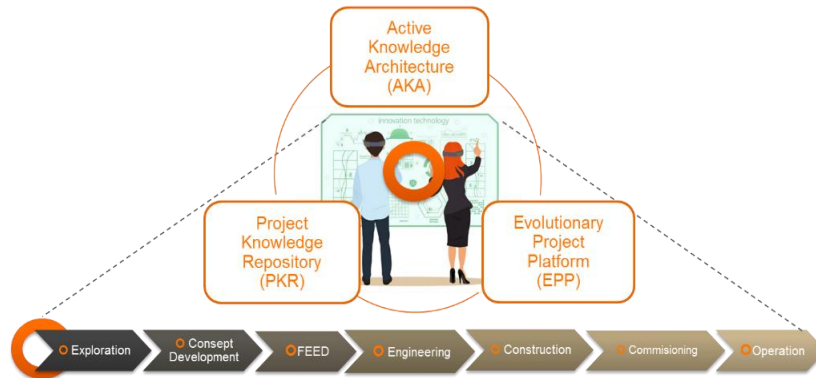 Active
Knowledge
Architecture
(AKA)
innovation technology
Project
Knowledge
Repository
(PKR)
Evolutionary
Project
Platform
(EPP)
Exploration
Consept
Development
FEED
Engineering
Construction
Commisioning
Operation